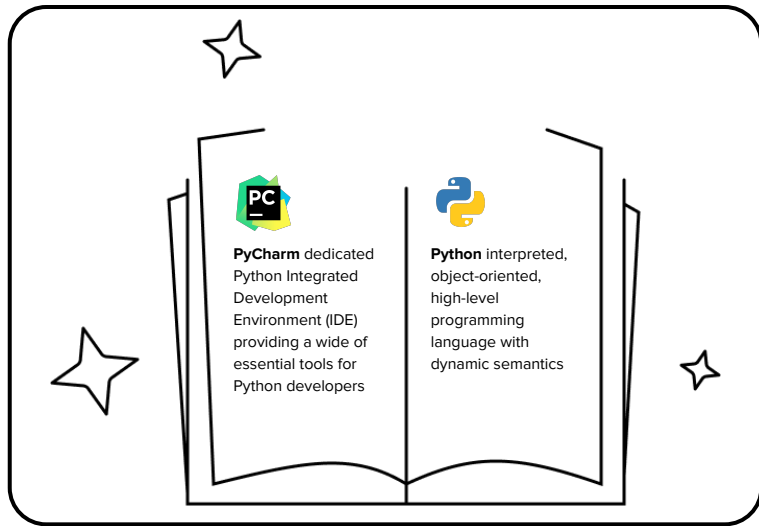 PC
PyCharm dedicated
Python Integrated
Development
Environment (IDE)
providing a wide of
essential tools for
Python developers
Python interpreted,
object-oriented,
high-level
programming
language with
dynamic semantics